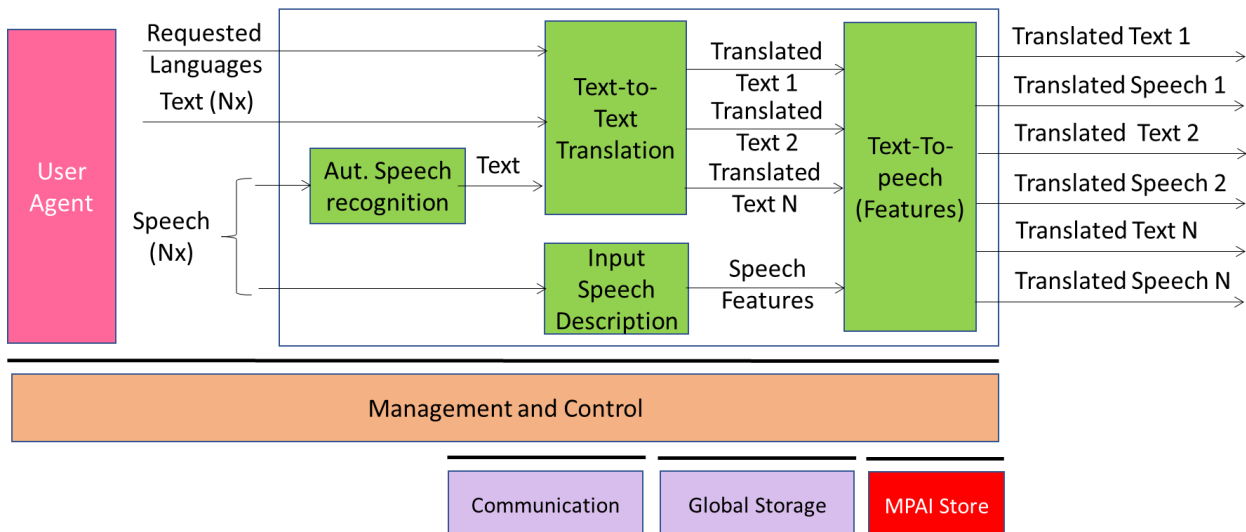 Requested
Languages
Text (Nx)
User
Agent
Speech
(Nx)
Aut. Speech
recognition
Text
Text-to-
Text
Translation
Input
Speech
Description
Translated
Text 1
Translated
Text 2
Translated
Text N
Speech
Features
Text-To-
peech
(Features)
Translated Text 1
Translated Speech 1
Translated  Text 2
Translated Speech 2
Translated Text N
Translated Speech N
Management and Control
Communication
Global Storage
MPAI Store